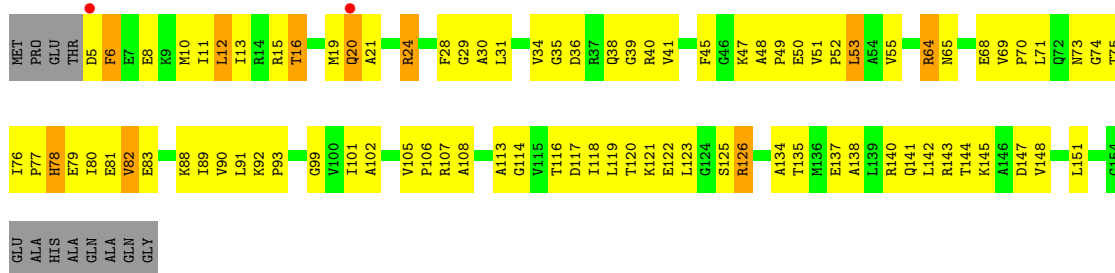 MET PRO GLU THR D5 F6 E7 E8 K9 M10 I11 L12 I13 R14 R15 T16 M19 Q20 A21 R24 F28 G29 A30 L31 V34 G35 D36 R37 Q38 G39 R40 V41 F45 G46 K47 A48 P49 E50 V51 P52 L53 A54 V55 R64 N65 E68 V69 P70 L71 Q72 N73 G74 T75
I76 P77 H78 E79 I80 E81 V82 E83 K88 I89 V90 L91 K92 P93 G99 V100 I101 A102 V105 P106 R107 A108 A113 G114 V115 T116 D117 I118 L119 T120 K121 E122 L123 G124 S125 R126 A134 T135 M136 E137 A138 L139 R140 Q141 L142 R143 T144 K145 A146 D147 V148 L151 G154
GLU ALA HIS ALA GLN ALA GLN GLY